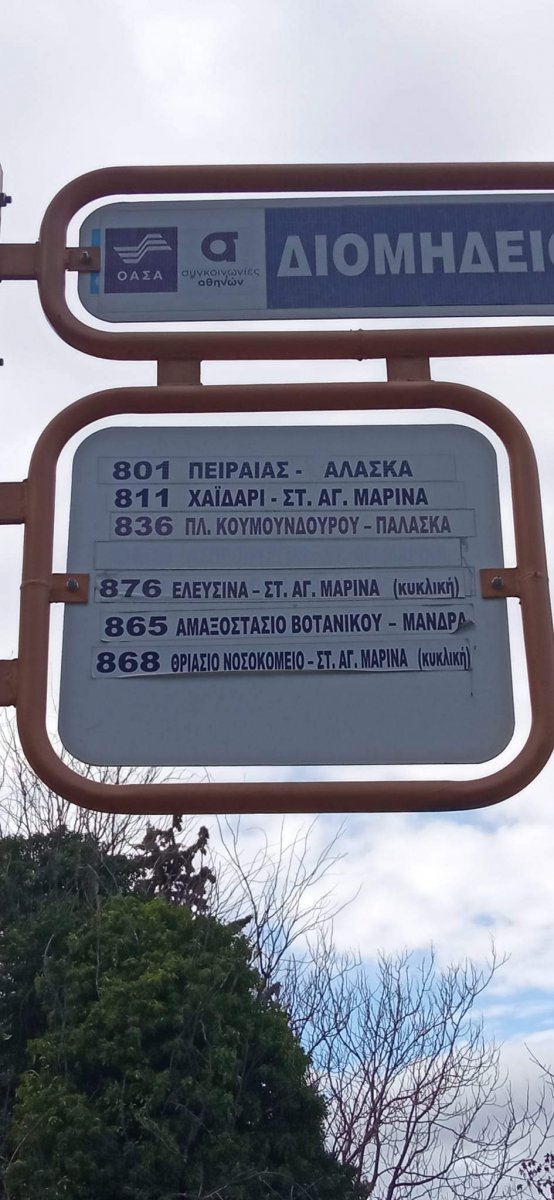 ΟΑΣΑ
συγκοινωνίες
αθηνών
801 ΠΕΙΡΑΙΑΣ - ΑΛΑΣΚΑ
811 ΧΑΪΔΑΡΙ - ΣΤ. ΑΓ. ΜΑΡΙΝΑ
836 ΠΛ. ΚΟΥΜΟΥΝΔΟΥΡΟΥ - ΠΑΛΑΣΚΑ
876 ΕΛΕΥΣΙΝΑ - ΣΤ. ΑΓ. ΜΑΡΙΝΑ (κυκλική)
865 ΑΜΑΞΟΣΤΑΣΙΟ ΒΟΤΑΝΙΚΟΥ - ΜΑΝΔΡΑ
868 ΘΡΙΑΣΙΟ ΝΟΣΟΚΟΜΕΙΟ - ΣΤ. ΑΓ. ΜΑΡΙΝΑ (κυκλική)